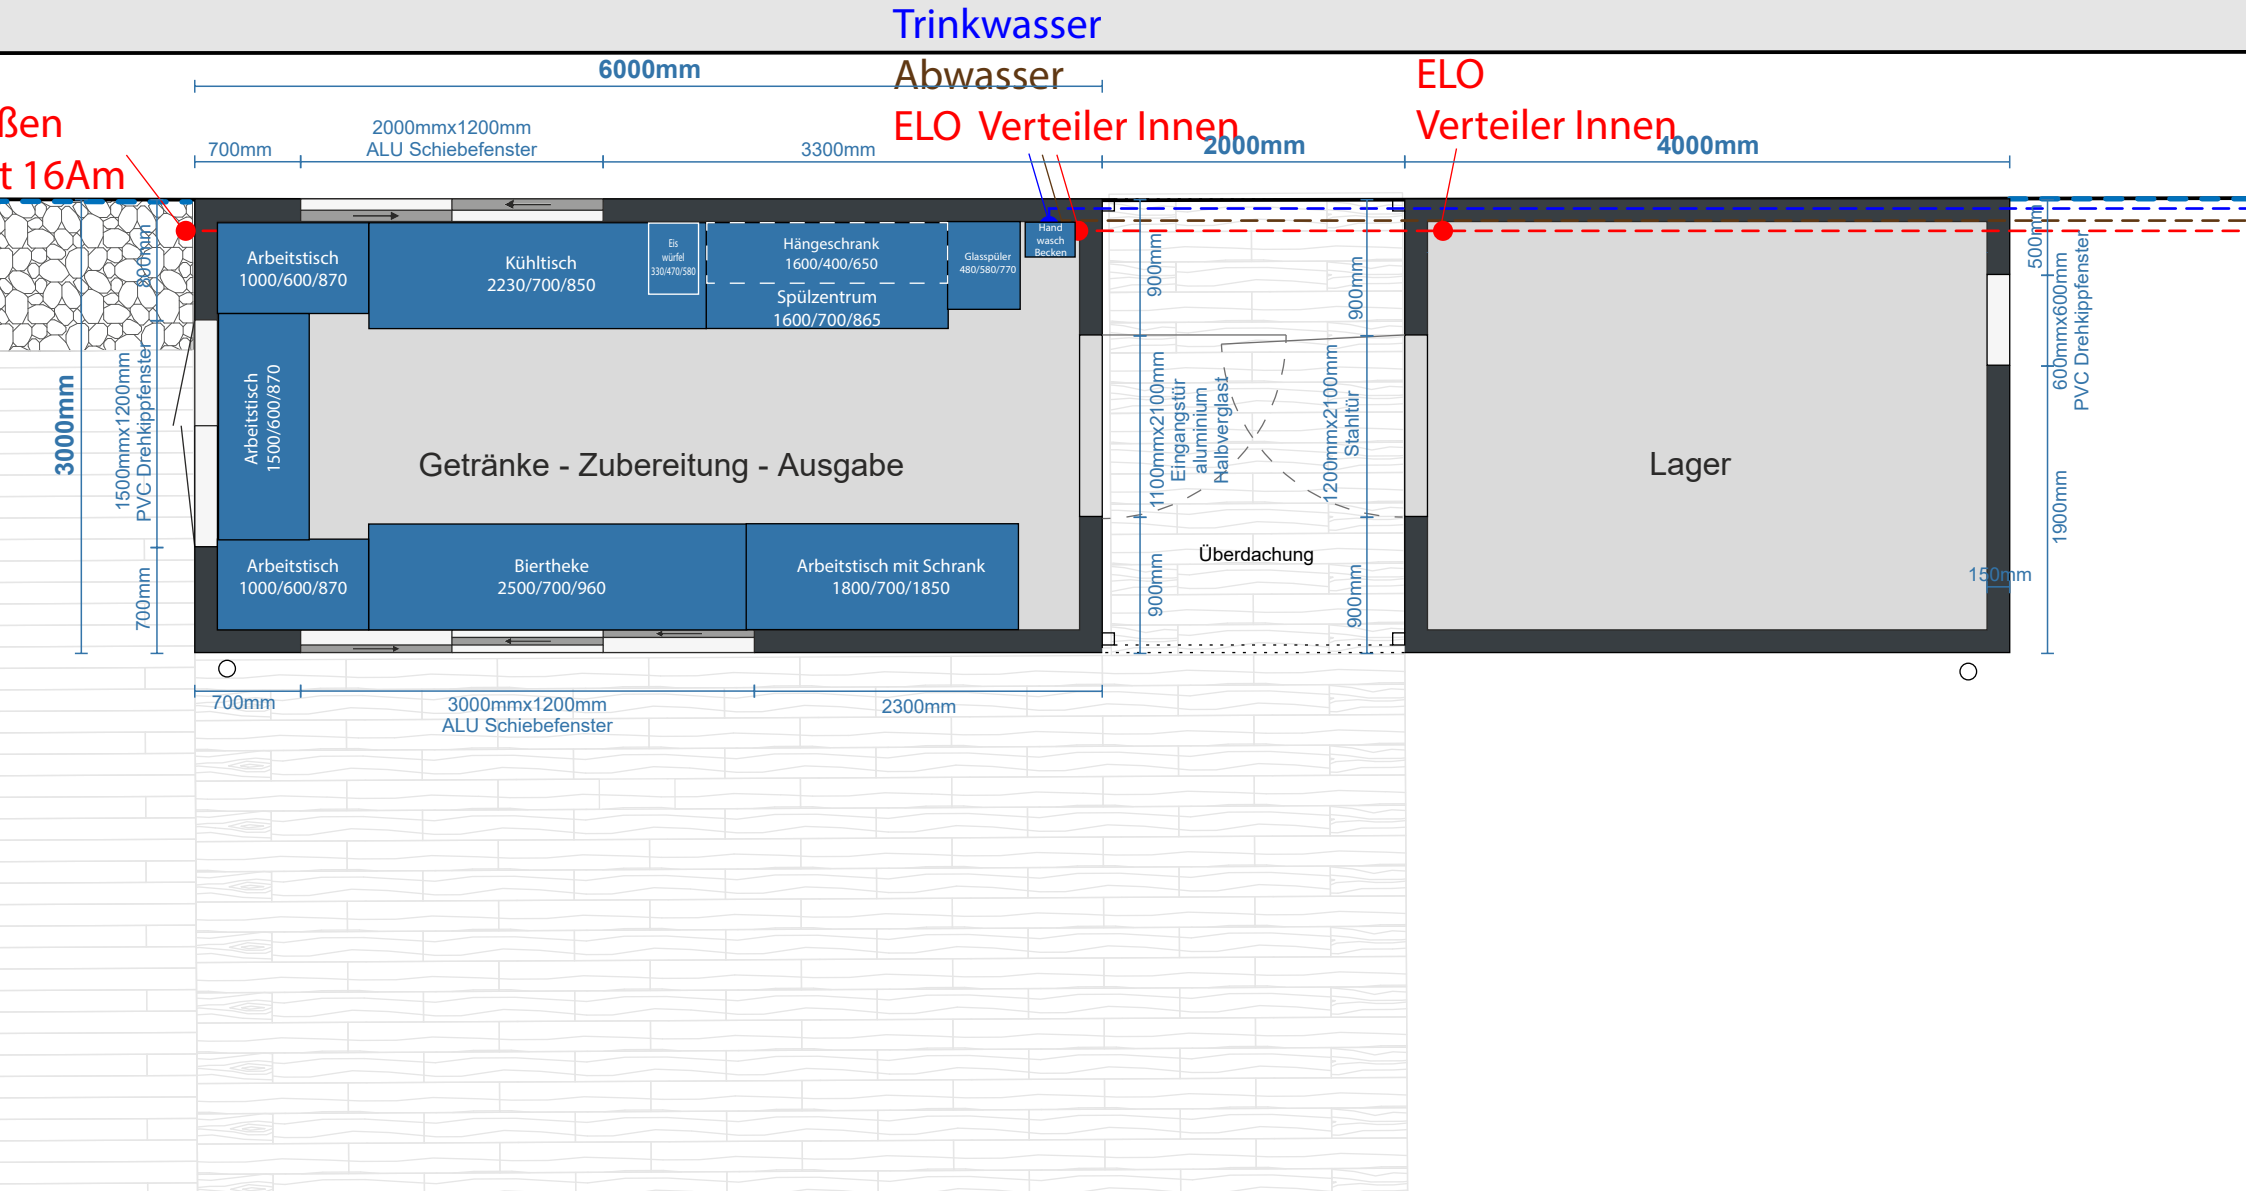 Trinkwasser
6000mm
Abwasser
ELO
ßen
2000mmx1200mm
ELO Verteiler Innen
Verteiler Innen
700mm
ALU Schiebefenster
3300mm
2000mm
4000mm
t 16Am
Arbeitstisch
1000/600/870
Kühltisch
2230/700/850
Eis
würfel
330/470/580
Hängeschrank
1600/400/650
Spülzentrum
1600/700/865
Glasspüler
480/580/770
Hand
wasch
Becken
800mm
900mm
900mm
500mm
600mmx600mm
PVC Drehkippfenster
3000mm
1500mmx1200mm
PVC Drehkippfenster
Arbeitstisch
1500/600/870
Getränke - Zubereitung - Ausgabe
1100mmx2100mm
Eingangstür
aluminium
Nalbverglast
1200mmx2100mm
Stahltür
Lager
1900mm
Überdachung
Arbeitstisch
1000/600/870
Biertheke
2500/700/960
Arbeitstisch mit Schrank
1800/700/1850
700mm
900mm
900mm
150mm
700mm
3000mmx1200mm
ALU Schiebefenster
2300mm